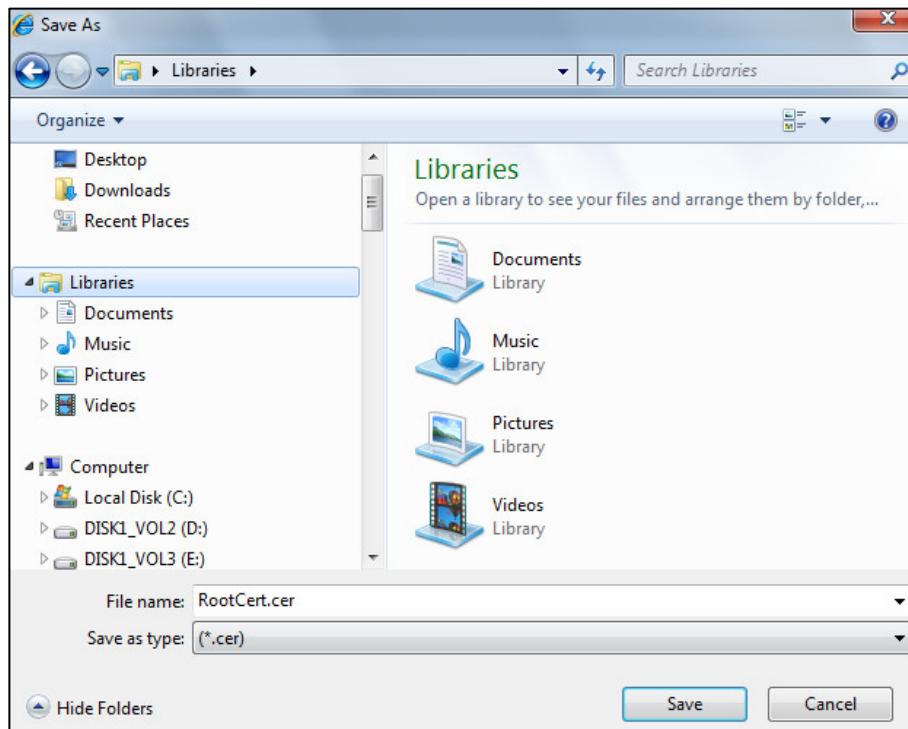 Save As
Libraries
Search Libraries
Organize
Desktop
Downloads
Recent Places
Libraries
Documents
Music
Pictures
Videos
Computer
Local Disk (C:)
DISK1_VOL2 (D:)
DISK1_VOL3 (E:)
Libraries
Open a library to see your files and arrange them by folder,...
Documents
Library
Music
Library
Pictures
Library
Videos
Library
File name: RootCert.cer
Save as type: (*.cer)
Hide Folders
Save
Cancel